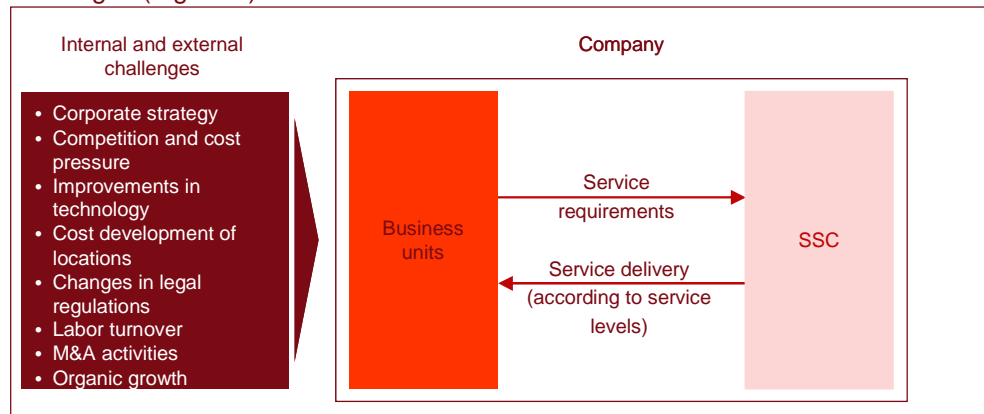 Internal and external
challenges
Company
• Corporate strategy
• Competition and cost
pressure
• Improvements in
technology
• Cost development of
locations
• Changes in legal
regulations
• Labor turnover
• M&A activities
• Organic growth
Business
units
Service
requirements
Service delivery
(according to service
levels)
SSC